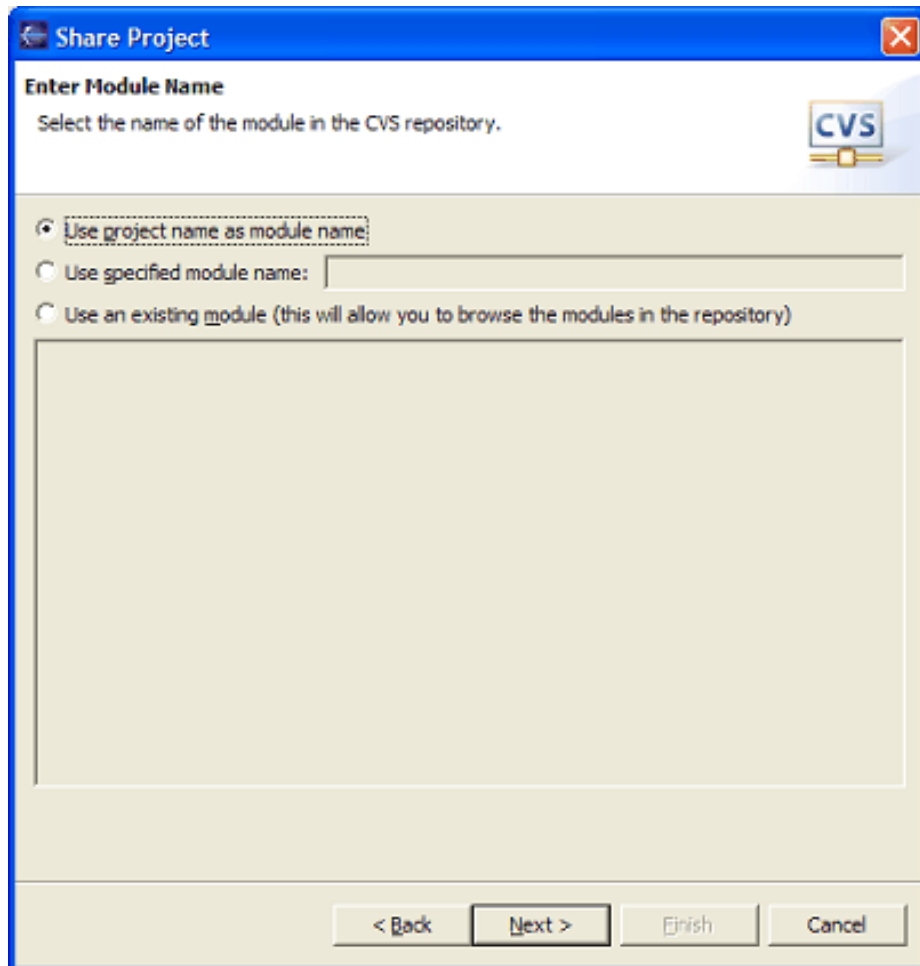 Share Project
Enter Module Name
Select the name of the module in the CVS repository.
CVS
Use project name as module name
Use specified module name:
Use an existing module (this will allow you to browse the modules in the repository)
< Back Next > Finish Cancel